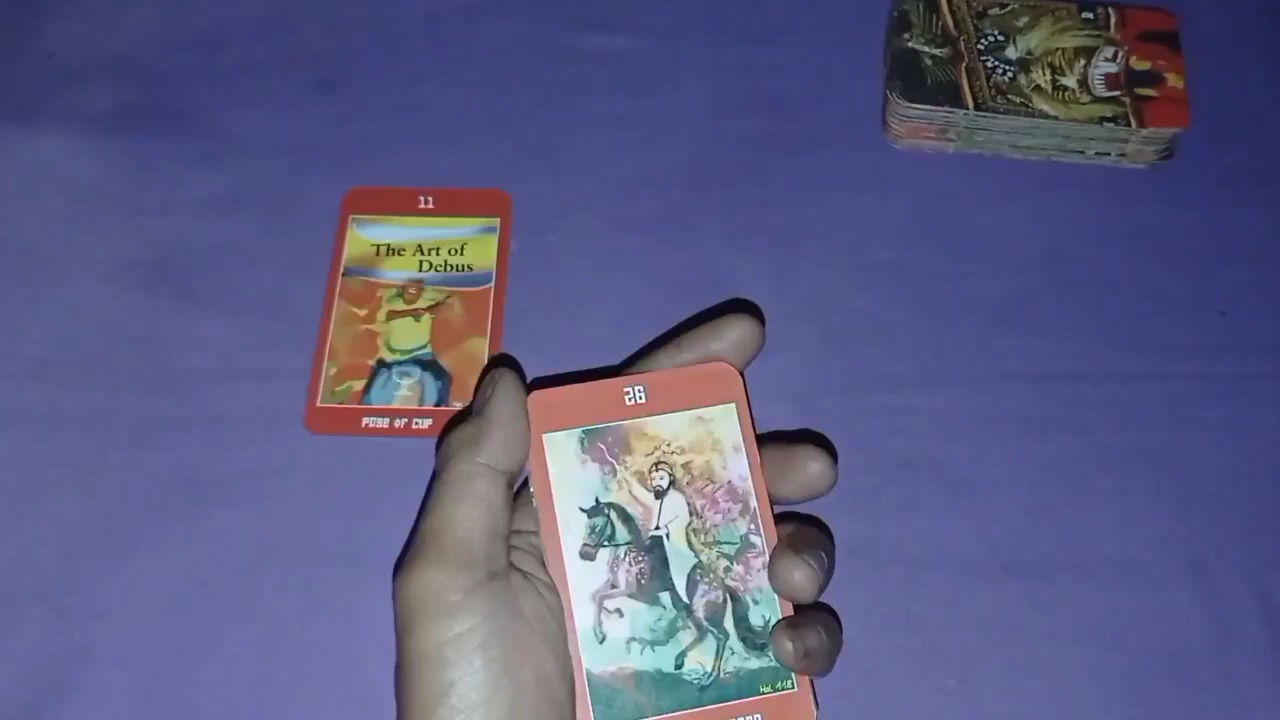 11
The Art of
Debus
PAGE OF CUP
26
Hal 118